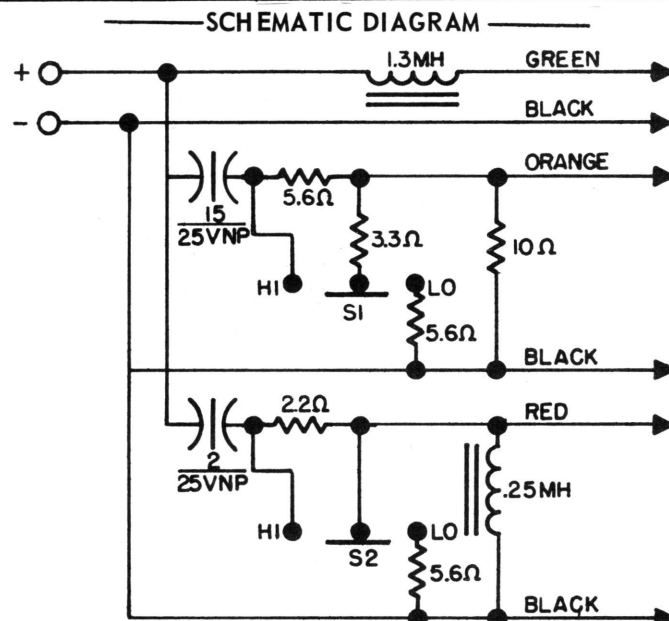 SCHEMATIC DIAGRAM
+
1.3MH
GREEN
-
BLACK
ORANGE
15
25VNP
5.6Ω
3.3Ω
10Ω
HI
S1
LO
5.6Ω
BLACK
2.2Ω
RED
2
25VNP
.25MH
HI
S2
LO
5.6Ω
BLACK